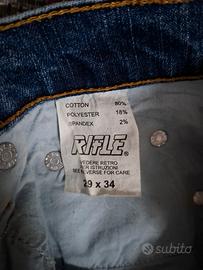 COTTON 80%
POLYESTER 18%
SPANDEX 2%
RIFLE®
VEDERE RETRO
PER ISTRUZIONI
SEE REVERSE FOR CARE
29 x 34
subito